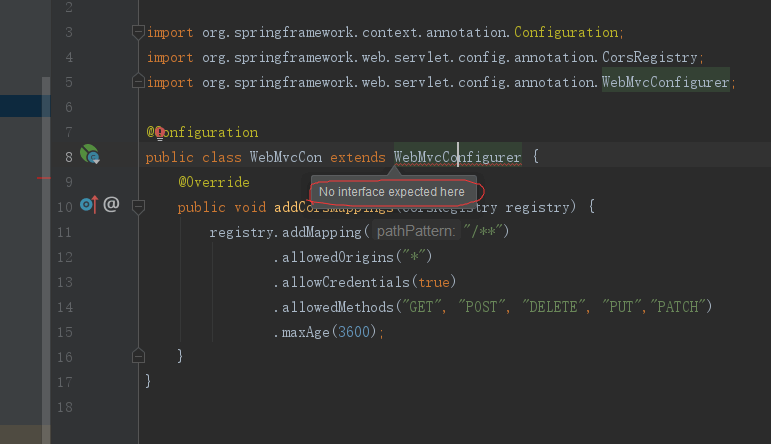 2
3 import org.springframework.context.annotation.Configuration;
4 import org.springframework.web.servlet.config.annotation.CorsRegistry;
5 import org.springframework.web.servlet.config.annotation.WebMvcConfigurer;
6
7 @Configuration
8 public class WebMvcCon extends WebMvcConfigurer {
9 @Override
No interface expected here
10 @ public void addCorsMappings(CorsRegistry registry) {
11 registry.addMapping( pathPattern: "/**")
12 .allowedOrigins("*")
13 .allowCredentials(true)
14 .allowedMethods("GET", "POST", "DELETE", "PUT","PATCH")
15 .maxAge(3600);
16 }
17 }
18